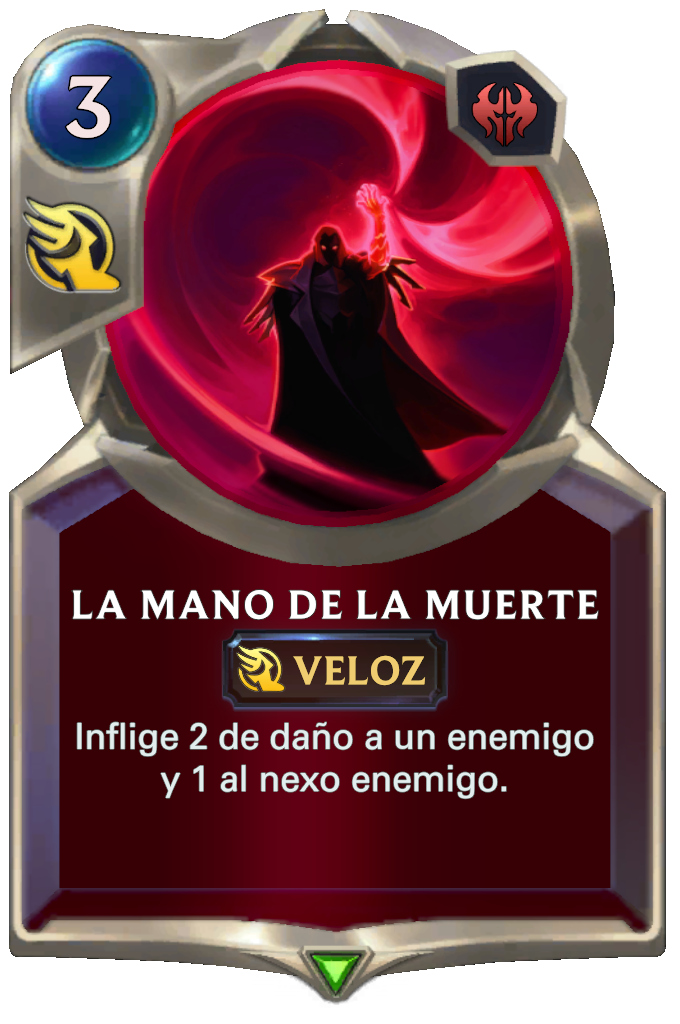 3
LA MANO DE LA MUERTE
VELOZ
Inflige 2 de daño a un enemigo
y 1 al nexo enemigo.